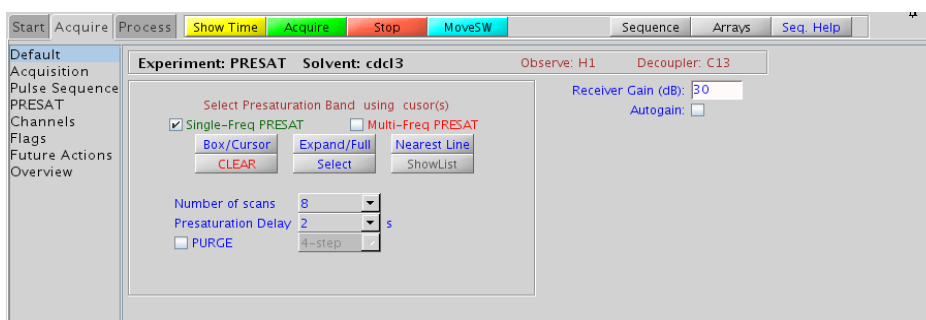 Start Acquire Process Show Time Acquire Stop MoveSW Sequence Arrays Seq. Help
Default
Acquisition
Pulse Sequence
PRESAT
Channels
Flags
Future Actions
Overview
Experiment: PRESAT Solvent: cdcl3 Observe: H1 Decoupler: C13
Select Presaturation Band using cusor(s)
Single-Freq PRESAT Multi-Freq PRESAT
Box/Cursor Expand/Full Nearest Line
CLEAR Select ShowList
Number of scans 8
Presaturation Delay 2 s
PURGE 4-step
Receiver Gain (dB): 30
Autogain: